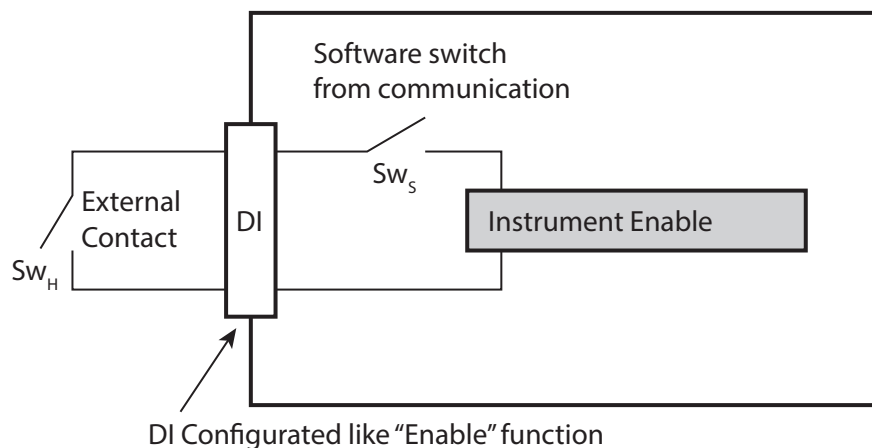 Software switch
from communication
Sw_S
External
Contact
DI
Instrument Enable
Sw_H
DI Configurated like “Enable” function